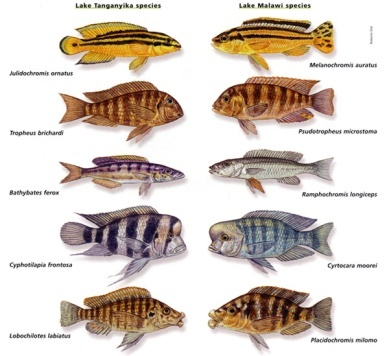 Lake Tanganyika species
Lake Malawi species
Julidochromis ornatus
Melanochromis auratus
Tropheus brichardi
Psudotropheus microstoma
Bathybates ferox
Ramphochromis longiceps
Cyphotilapia frontosa
Cyrtocara moorei
Lobochilotes labiatus
Placidochromis milomo